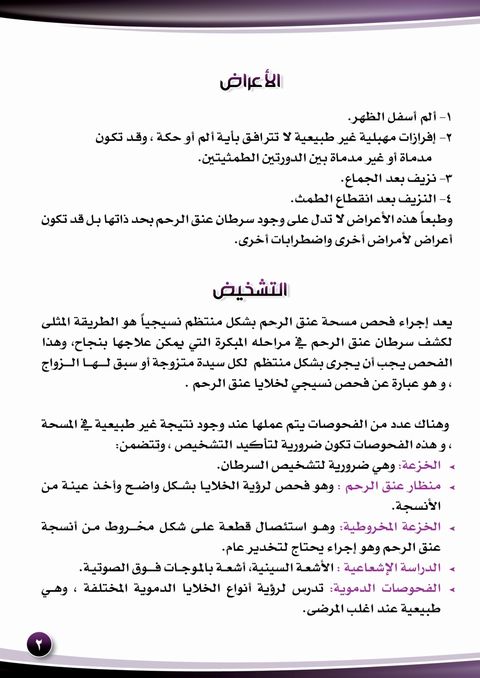 الأعراض
١- ألم أسفل الظهر.
٢- إفرازات مهبلية غير طبيعية لا تترافق بأية ألم أو حكة ، وقد تكون
مدماة أو غير مدماة بين الدورتين الطمثيتين.
٣- نزيف بعد الجماع.
٤- النزيف بعد انقطاع الطمث.
وطبعاً هذه الأعراض لا تدل على وجود سرطان عنق الرحم بحد ذاتها بل قد تكون
أعراض لأمراض أخرى واضطرابات أخرى.
التشخيض
يعد إجراء فحص مسحة عنق الرحم بشكل منتظم نسيجياً هو الطريقة المثلى
لكشف سرطان عنق الرحم في مراحله المبكرة التي يمكن علاجها بنجاح، وهذا
الفحص يجب أن يجرى بشكل منتظم لكل سيدة متزوجة أو سبق لــهــا الــزواج
، و هو عبارة عن فحص نسيجي لخلايا عنق الرحم .
وهناك عدد من الفحوصات يتم عملها عند وجود نتيجة غير طبيعية في المسحة
، و هذه الفحوصات تكون ضرورية لتأكيد التشخيص ، وتتضمن:
الخزعة: وهي ضرورية لتشخيص السرطان.
منظار عنق الرحم : وهو فحص لرؤية الخلايا بشكل واضح وأخذ عينة من
الأنسجة.
الخزعة المخروطية: وهو استئصال قطعة على شكل مخــروط من أنسجة
عنق الرحم وهو إجراء يحتاج لتخدير عام.
الدراسة الإشعاعية : الأشعة السينية، أشعة بالموجات فــوق الصوتية.
الفحوصات الدموية: تدرس لرؤية أنواع الخلايا الدموية المختلفة ، وهـي
طبيعية عند اغلب المرضى.
٢